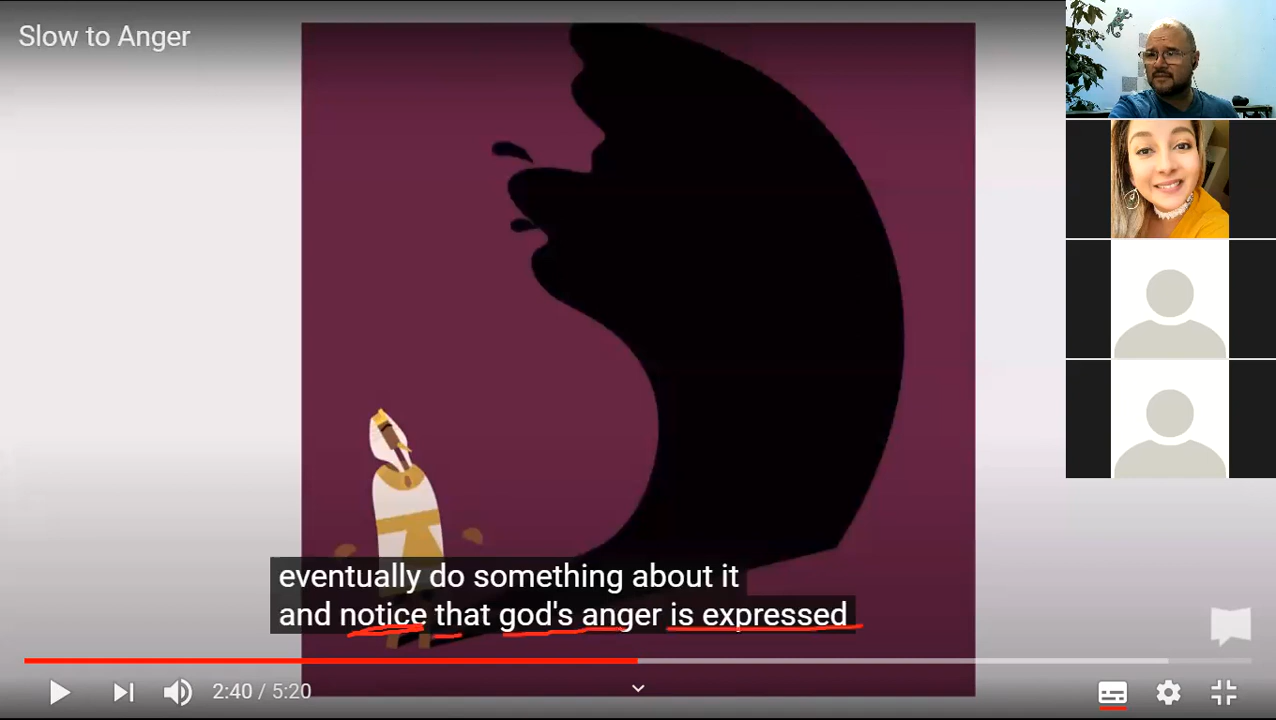 Slow to Anger
eventually do something about it
and notice that god's anger is expressed
2:40 / 5:20